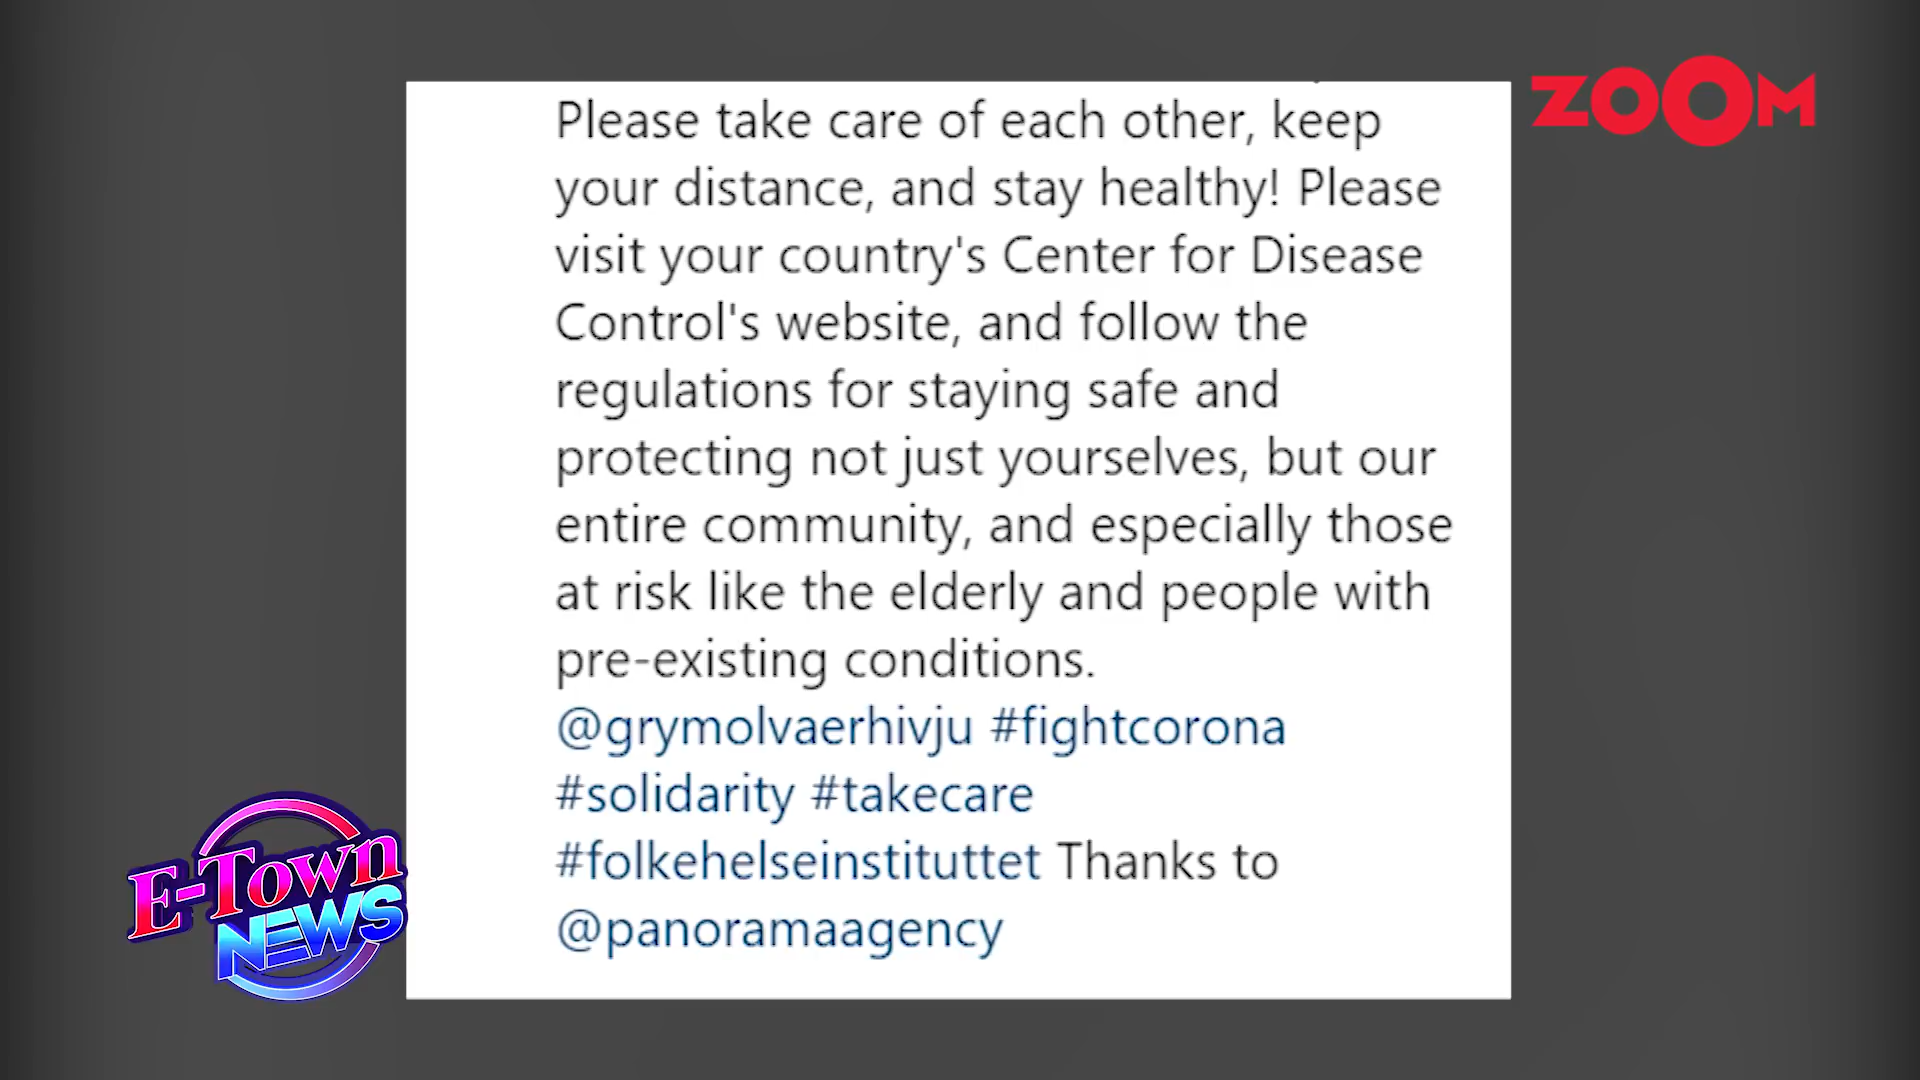 ZOOM
Please take care of each other, keep
your distance, and stay healthy! Please
visit your country's Center for Disease
Control's website, and follow the
regulations for staying safe and
protecting not just yourselves, but our
entire community, and especially those
at risk like the elderly and people with
pre-existing conditions.
@grymolvaerhivju #fightcorona
#solidarity #takecare
#folkehelseinstituttet Thanks to
@panoramaagency
E-Town
NEWS